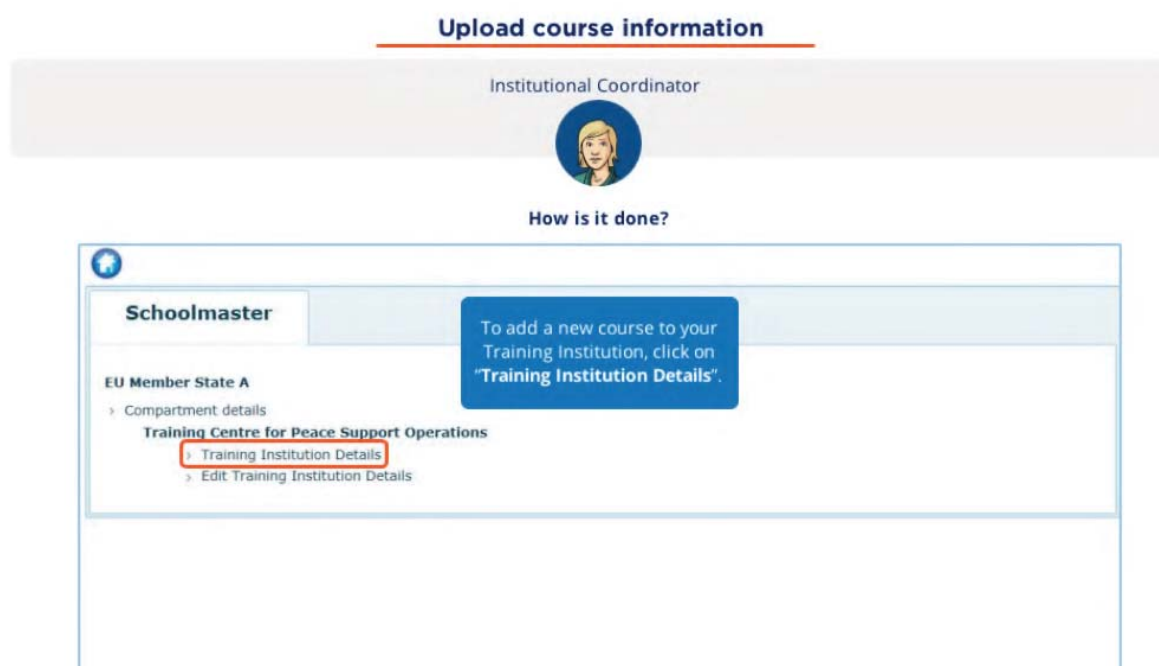 Upload course information
Institutional Coordinator
How is it done?
Schoolmaster
To add a new course to your
Training Institution, click on
"Training Institution Details".
EU Member State A
› Compartment details
Training Centre for Peace Support Operations
› Training Institution Details
› Edit Training Institution Details